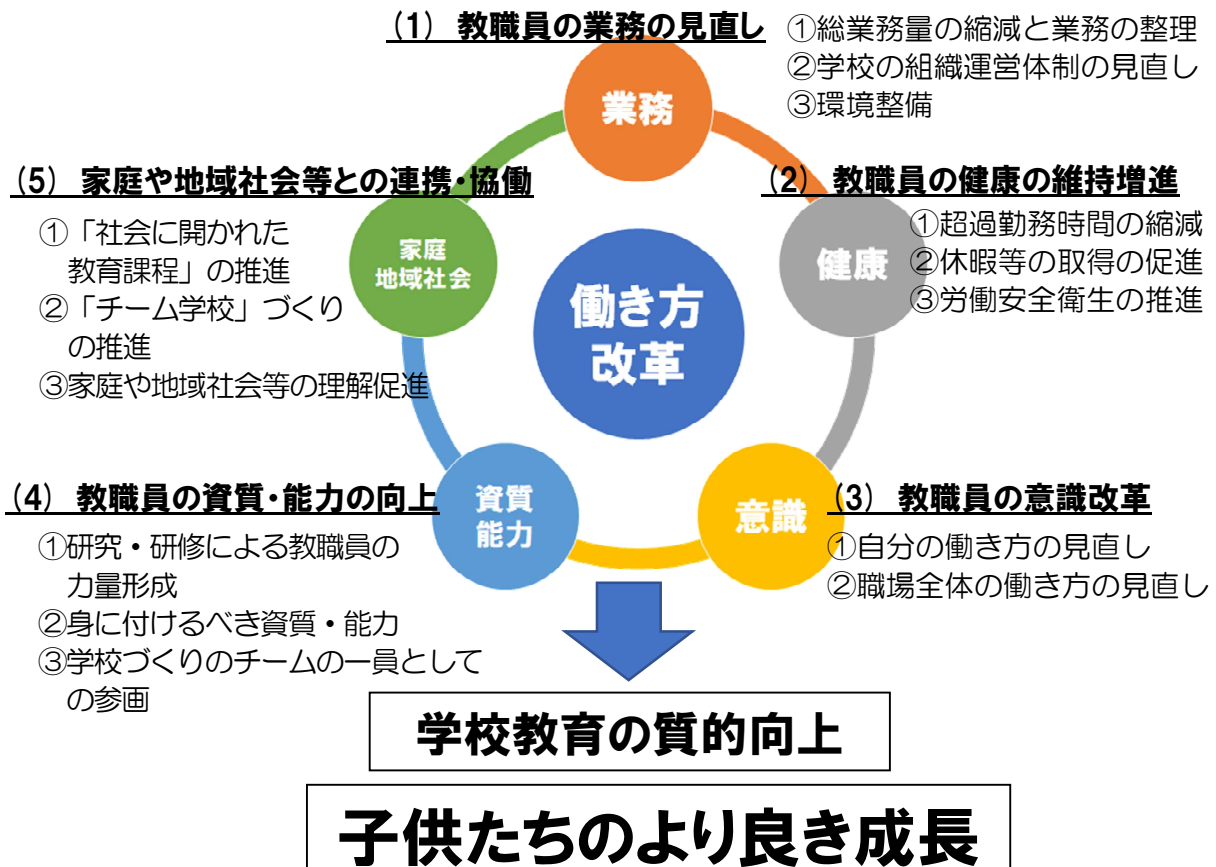 (1) 教職員の業務の見直し
①総業務量の縮減と業務の整理
②学校の組織運営体制の見直し
③環境整備
業務
(5) 家庭や地域社会等との連携・協働
①「社会に開かれた
教育課程」の推進
②「チーム学校」づくり
の推進
③家庭や地域社会等の理解促進
家庭
地域社会
(2) 教職員の健康の維持増進
①超過勤務時間の縮減
②休暇等の取得の促進
③労働安全衛生の推進
健康
働き方
改革
(4) 教職員の資質・能力の向上
①研究・研修による教職員の
力量形成
②身に付けるべき資質・能力
③学校づくりのチームの一員として
の参画
資質
能力
意識
(3) 教職員の意識改革
①自分の働き方の見直し
②職場全体の働き方の見直し
学校教育の質的向上
子供たちのより良き成長